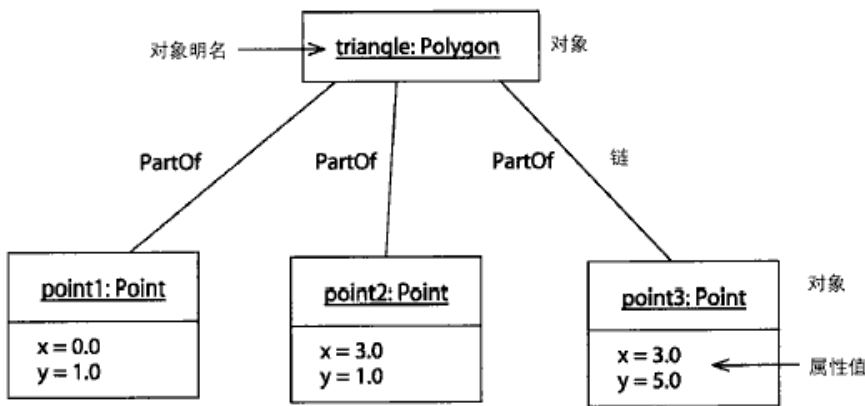 对象明名
triangle: Polygon
对象
PartOf
PartOf
PartOf
链
point1: Point
x = 0.0
y = 1.0
point2: Point
x = 3.0
y = 1.0
point3: Point
x = 3.0
y = 5.0
对象
属性值